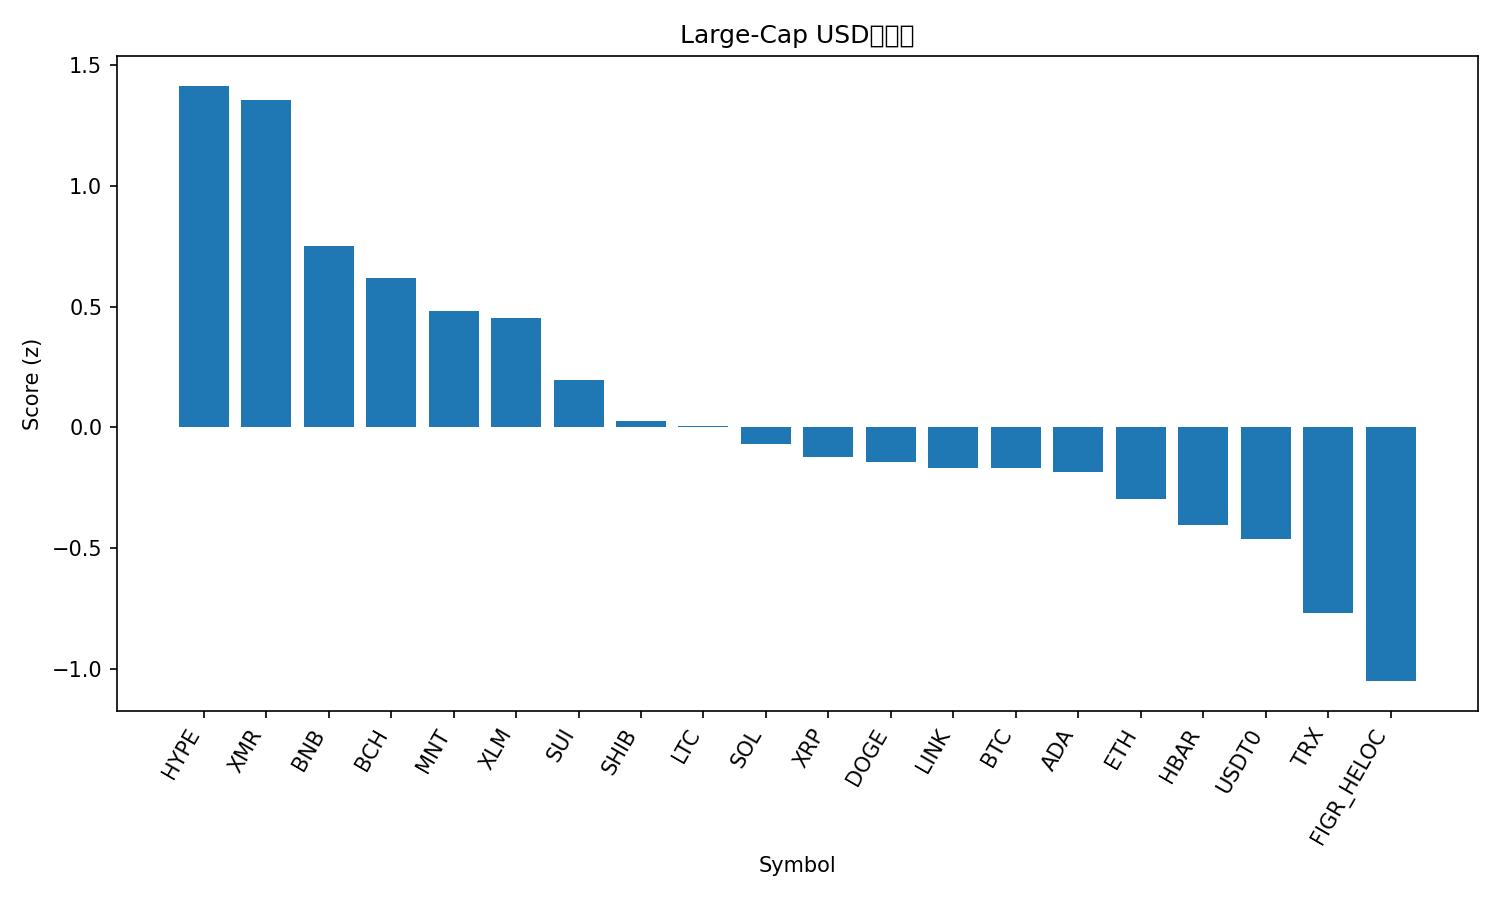 Large-Cap USD
Score (z)
1.5
1.0
0.5
0.0
−0.5
−1.0
HYPE
XMR
BNB
BCH
MNT
XLM
SUI
SHIB
LTC
SOL
XRP
DOGE
LINK
BTC
ADA
ETH
HBAR
USDT0
TRX
FIGR_HELOC
Symbol